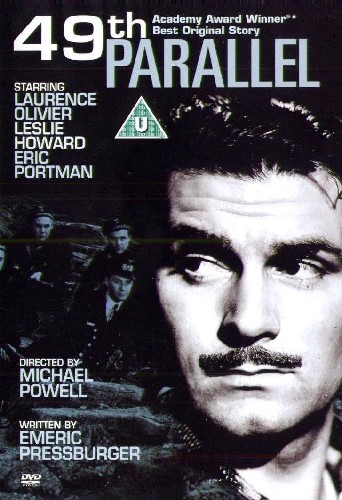 49th
Academy Award Winner*
Best Original Story
PARALLEL
STARRING
LAURENCE
OLIVIER
LESLIE
HOWARD
ERIC
PORTMAN
U
DIRECTED BY
MICHAEL
POWELL
WRITTEN BY
EMERIC
PRESSBURGER
DVD